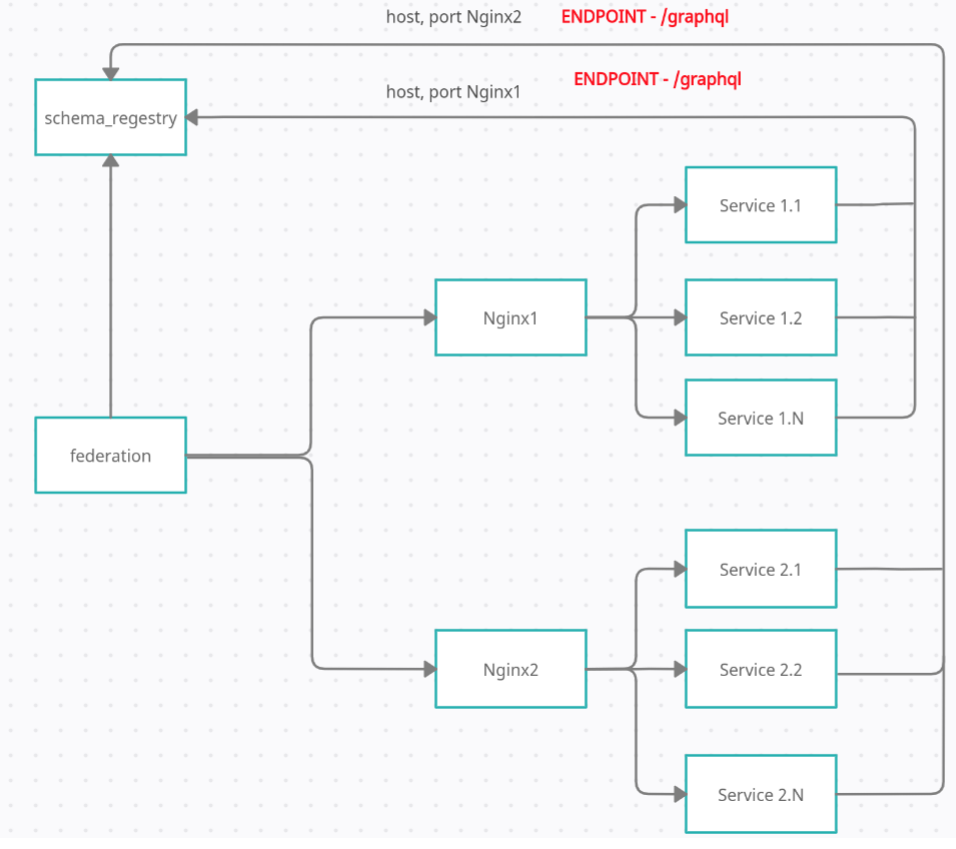 host, port Nginx2 ENDPOINT - /graphql
ENDPOINT - /graphql
host, port Nginx1
schema_regestry
Service 1.1
Nginx1
Service 1.2
Service 1.N
federation
Service 2.1
Nginx2
Service 2.2
Service 2.N